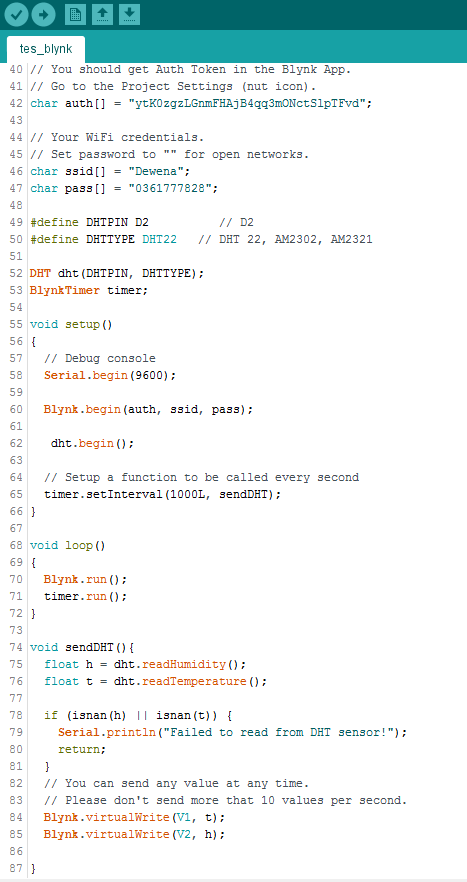 tes_blynk
40 // You should get Auth Token in the Blynk App.
41 // Go to the Project Settings (nut icon).
42 char auth[] = "ytK0zgzLGnmFHAjB4qq3mONctSlpTFvd";
43
44 // Your WiFi credentials.
45 // Set password to "" for open networks.
46 char ssid[] = "Dewena";
47 char pass[] = "0361777828";
48
49 #define DHTPIN D2          // D2
50 #define DHTTYPE DHT22   // DHT 22, AM2302, AM2321
51
52 DHT dht(DHTPIN, DHTTYPE);
53 BlynkTimer timer;
54
55 void setup()
56 {
57   // Debug console
58   Serial.begin(9600);
59
60   Blynk.begin(auth, ssid, pass);
61
62    dht.begin();
63
64   // Setup a function to be called every second
65   timer.setInterval(1000L, sendDHT);
66 }
67
68 void loop()
69 {
70   Blynk.run();
71   timer.run();
72 }
73
74 void sendDHT(){
75   float h = dht.readHumidity();
76   float t = dht.readTemperature();
77
78   if (isnan(h) || isnan(t)) {
79     Serial.println("Failed to read from DHT sensor!");
80     return;
81   }
82   // You can send any value at any time.
83   // Please don't send more that 10 values per second.
84   Blynk.virtualWrite(V1, t);
85   Blynk.virtualWrite(V2, h);
86
87 }